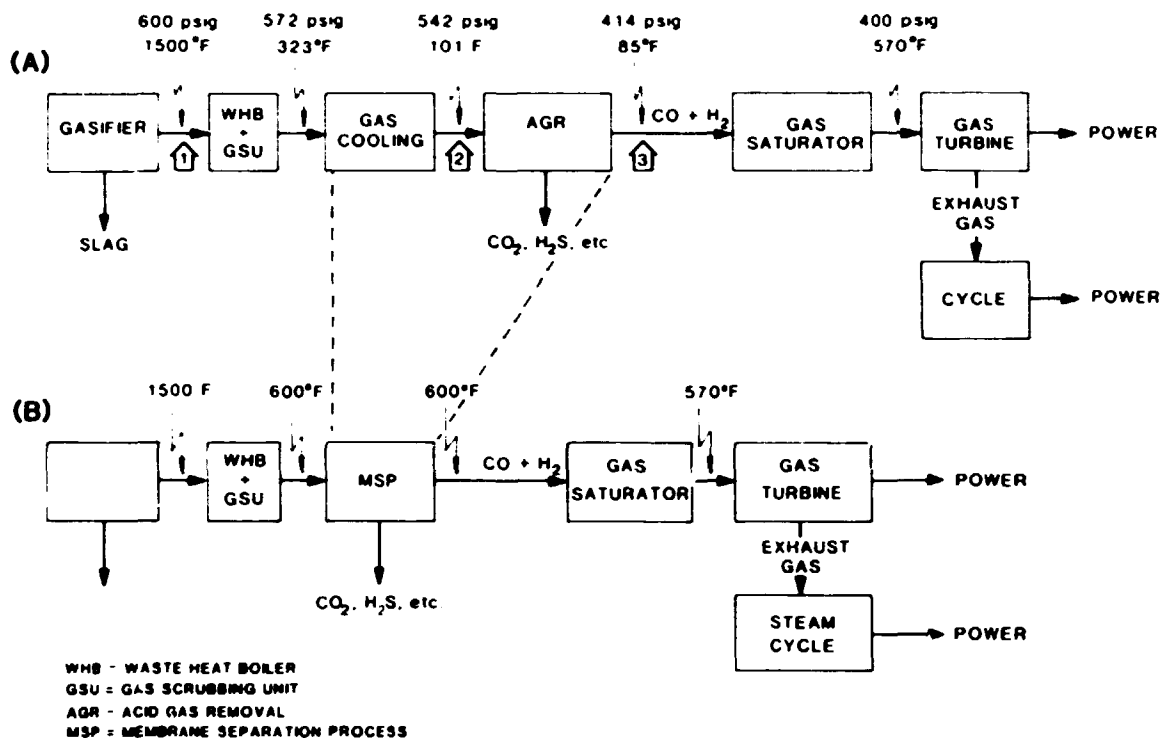 600 psig 572 psig 542 psig 414 psig 400 psig
1500°F 323°F 101 F 85°F 570°F
(A)
GASIFIER
WHB
+
GSU
GAS
COOLING
AGR
CO + H₂
GAS
SATURATOR
GAS
TURBINE
POWER
1
2
3
SLAG
CO₂, H₂S, etc
EXHAUST
GAS
CYCLE
POWER
1500 F 600°F 600°F 570°F
(B)
WHB
+
GSU
MSP
CO + H₂
GAS
SATURATOR
GAS
TURBINE
POWER
CO₂, H₂S, etc.
EXHAUST
GAS
STEAM
CYCLE
POWER
WHB - WASTE HEAT BOILER
GSU = GAS SCRUBBING UNIT
AGR - ACID GAS REMOVAL
MSP = MEMBRANE SEPARATION PROCESS